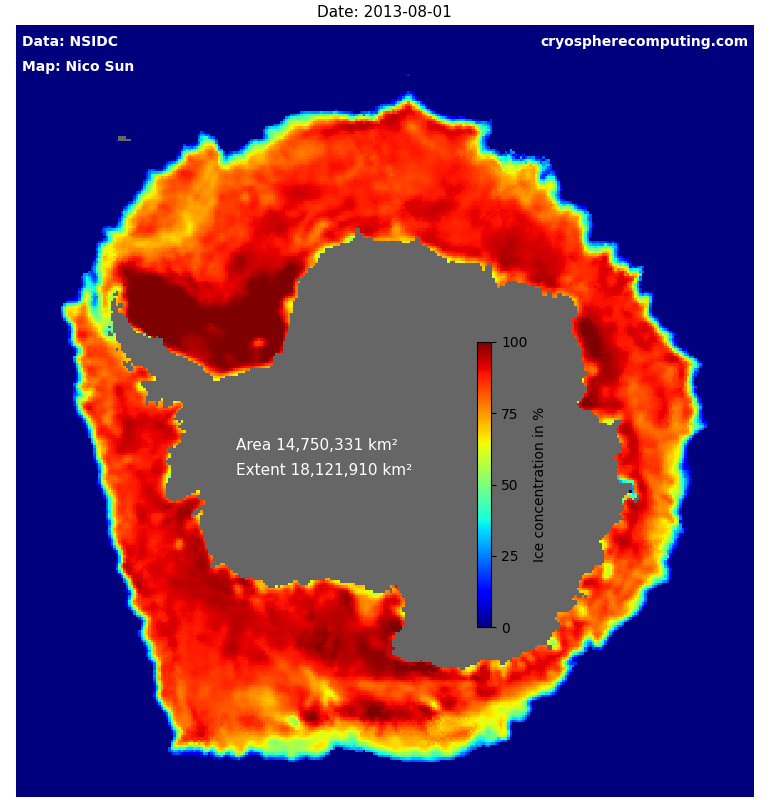 Date: 2013-08-01
Data: NSIDC
cryospherecomputing.com
Map: Nico Sun
Area 14,750,331 km²
Extent 18,121,910 km²
100
75
50
25
0
Ice concentration in %